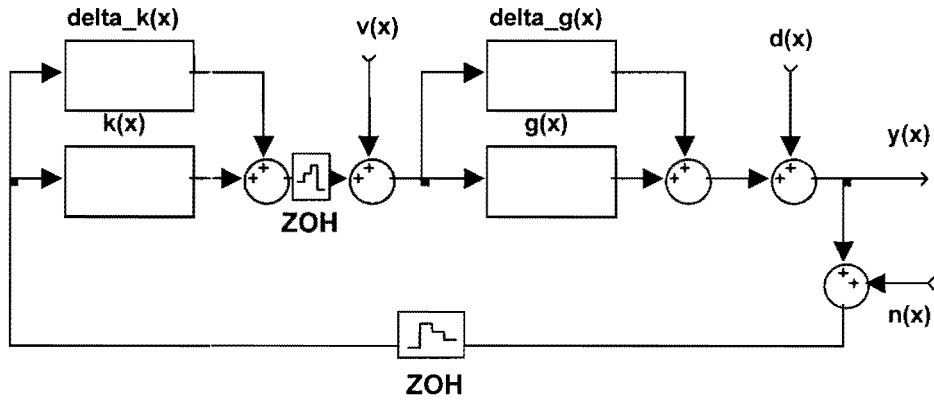 delta_k(x)
v(x)
delta_g(x)
d(x)
k(x)
g(x)
y(x)
ZOH
n(x)
ZOH